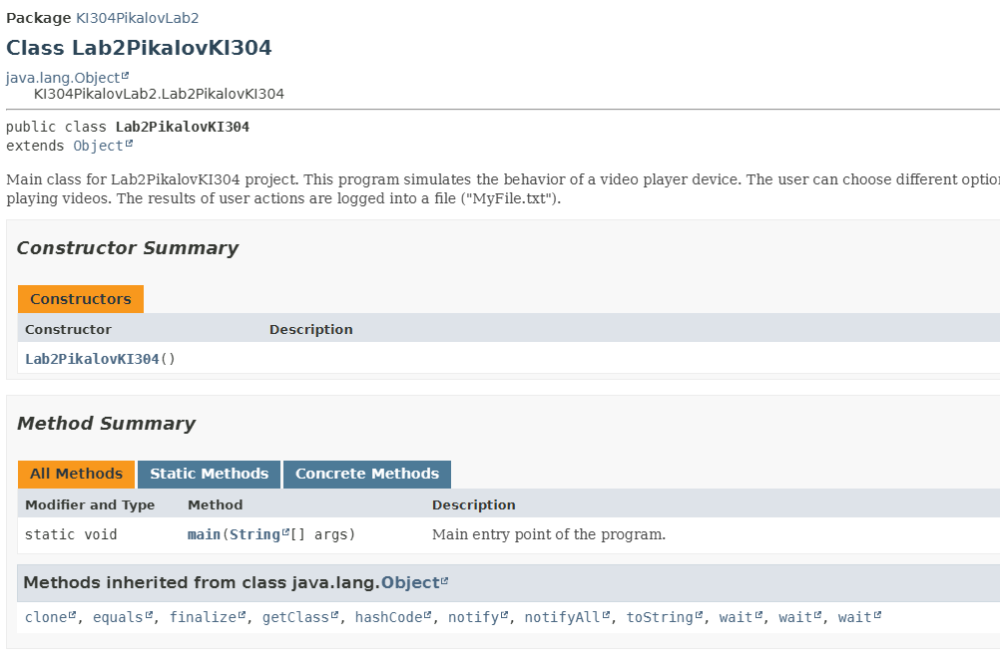 Package KI304PikalovLab2
Class Lab2PikalovKI304
java.lang.Object
KI304PikalovLab2.Lab2PikalovKI304
public class Lab2PikalovKI304
extends Object
Main class for Lab2PikalovKI304 project. This program simulates the behavior of a video player device. The user can choose different
playing videos. The results of user actions are logged into a file ("MyFile.txt").
Constructor Summary
Constructors
Constructor Description
Lab2PikalovKI304()
Method Summary
All Methods Static Methods Concrete Methods
Modifier and Type Method Description
static void main(String[] args) Main entry point of the program.
Methods inherited from class java.lang.Object
clone, equals, finalize, getClass, hashCode, notify, notifyAll, toString, wait, wait, wait